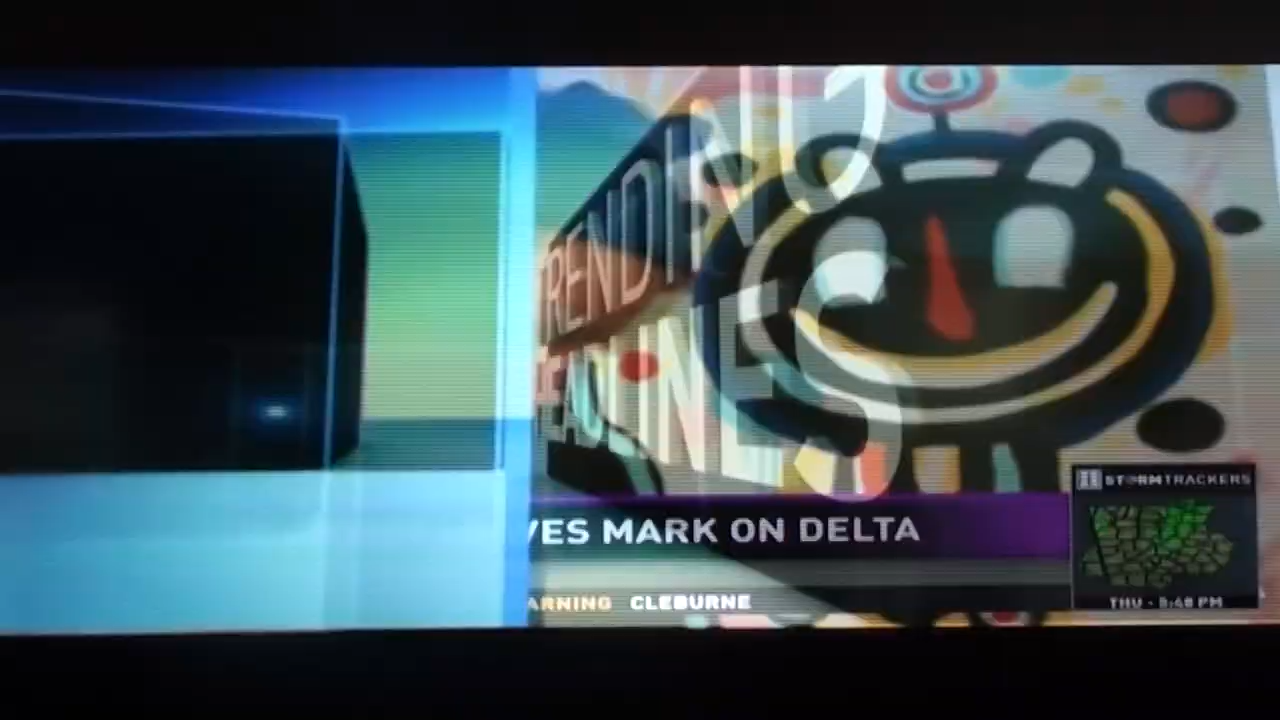 TRENDING
HEADLINES
VES MARK ON DELTA
ARNING CLEBURNE
STORMTRACKERS
THU - 5:48 PM